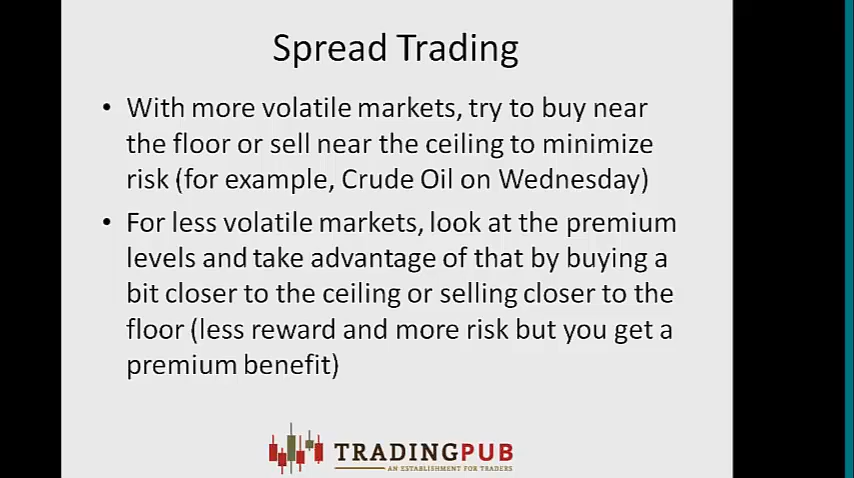 Spread Trading
• With more volatile markets, try to buy near
the floor or sell near the ceiling to minimize
risk (for example, Crude Oil on Wednesday)
• For less volatile markets, look at the premium
levels and take advantage of that by buying a
bit closer to the ceiling or selling closer to the
floor (less reward and more risk but you get a
premium benefit)
TRADINGPUB
AN ESTABLISHMENT FOR TRADERS